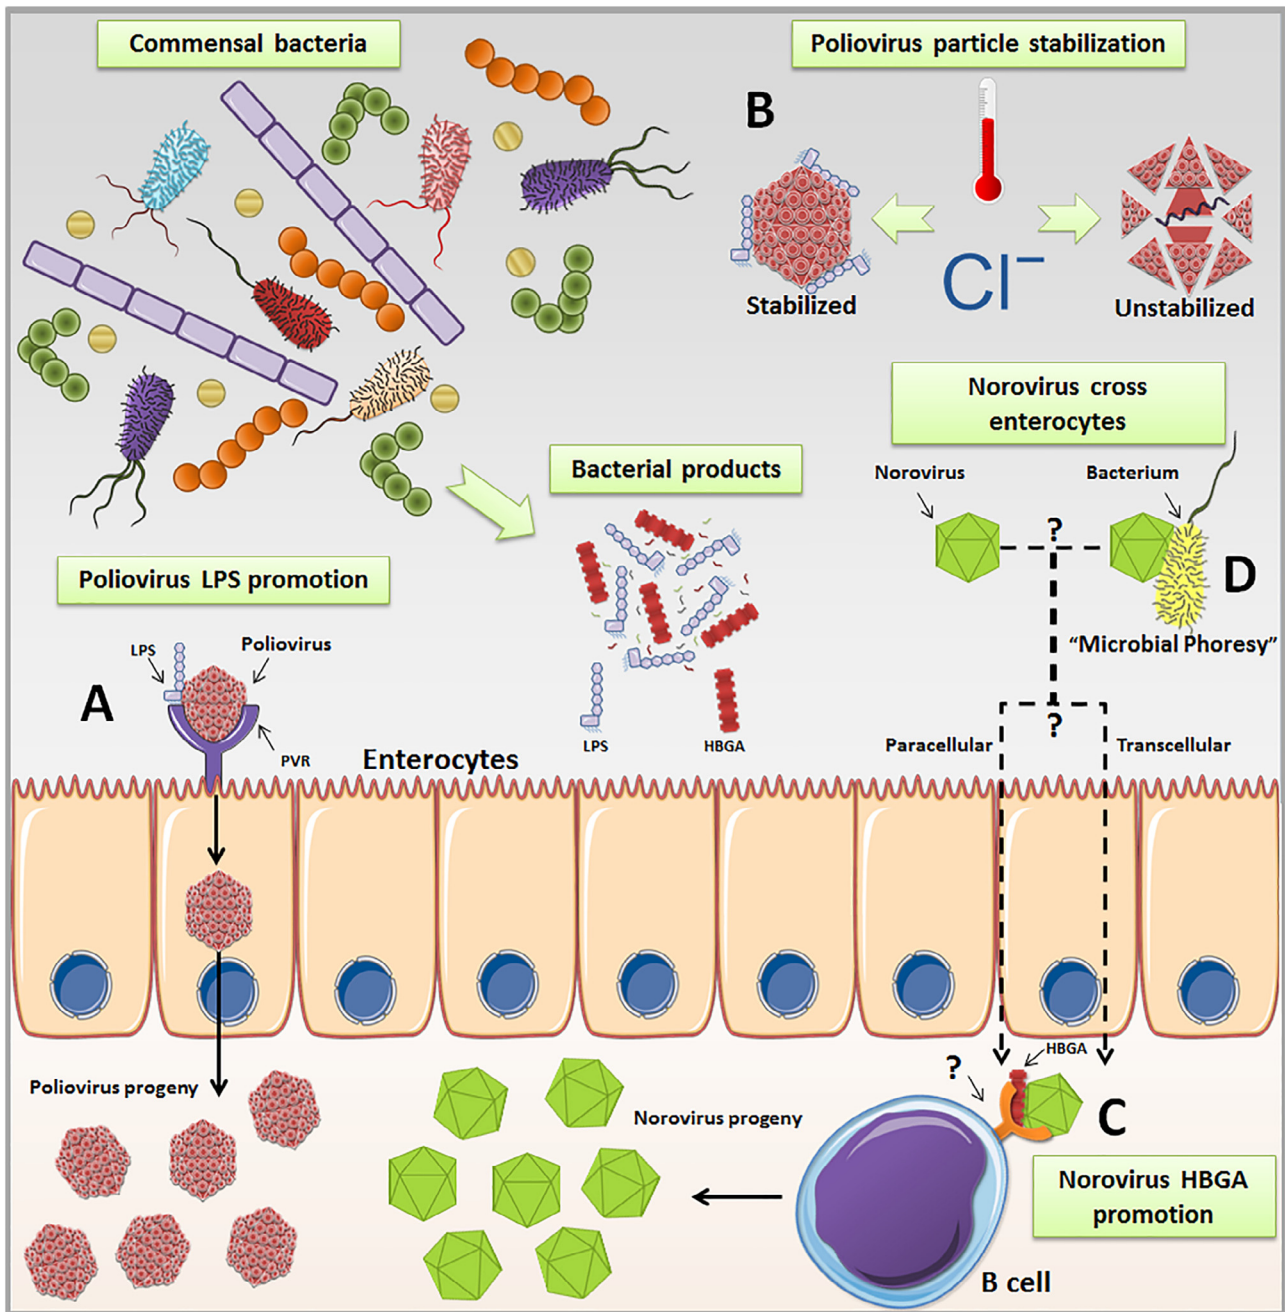 Commensal bacteria
Poliovirus particle stabilization
B
Cl⁻
Stabilized
Unstabilized
Norovirus cross
enterocytes
Bacterial products
Norovirus
Bacterium
?
D
"Microbial Phoresy"
Poliovirus LPS promotion
LPS
Poliovirus
A
PVR
LPS
HBGA
?
Paracellular
Transcellular
Enterocytes
HBGA
?
C
Poliovirus progeny
Norovirus progeny
Norovirus HBGA
promotion
B cell